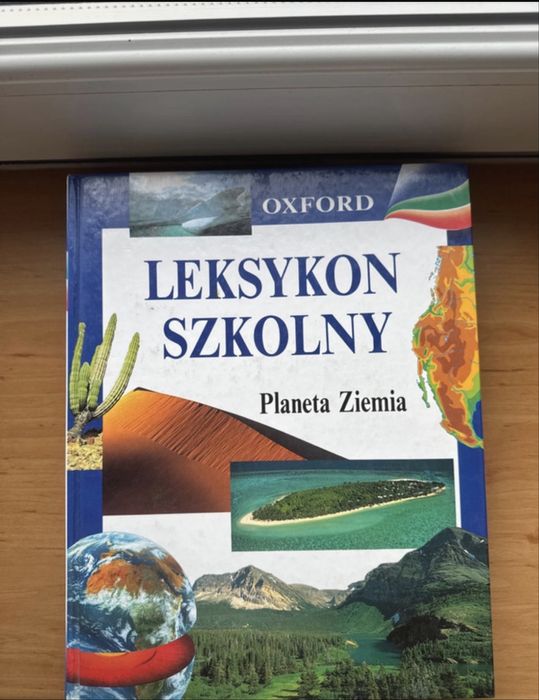 OXFORD
LEKSYKON
SZKOLNY
Planeta Ziemia